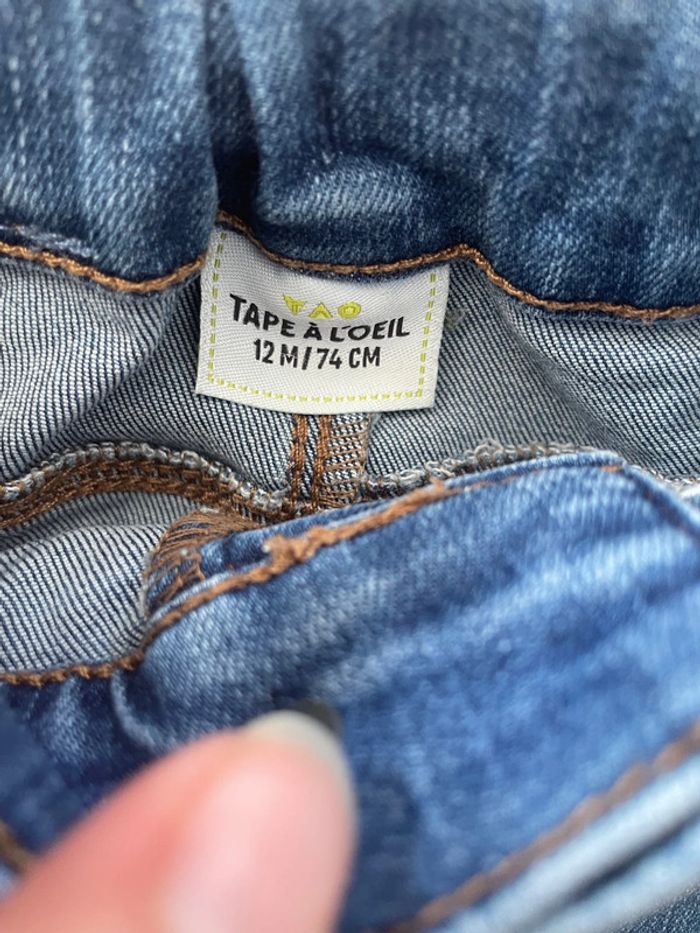 TAO
TAPE À L'OEIL
12 M / 74 CM